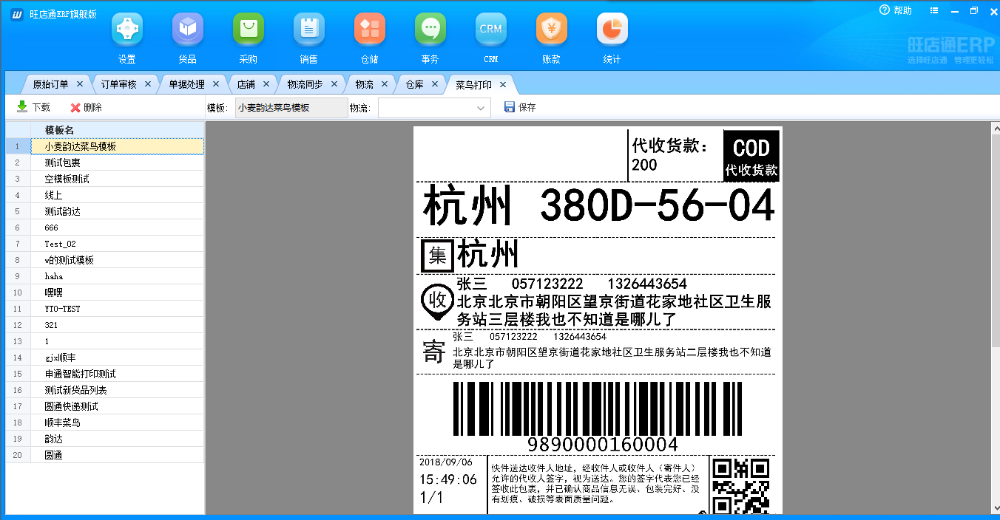 旺店通ERP旗舰版
帮助
设置 货品 采购 销售 仓储 事务 CRM CRM 账款 统计
旺店通ERP
选择旺店通 管理更轻松
原始订单 订单审核 单据处理 店铺 物流同步 物流 仓库 菜鸟打印
下载 删除 模板: 小麦韵达菜鸟模板 物流: 保存
模板名
1 小麦韵达菜鸟模板
2 测试包裹
3 空模板测试
4 线上
5 测试韵达
6 666
7 Test_02
8 w的测试模板
9 haha
10 嘿嘿
11 YTO-TEST
12 321
13 1
14 gjxl顺丰
15 申通智能打印测试
16 测试新货品列表
17 圆通快递测试
18 顺丰菜鸟
19 韵达
20 圆通
代收货款:
200
COD
代收货款
杭州 380D-56-04
集 杭州
收
张三 057123222 1326443654
北京北京市朝阳区望京街道花家地社区卫生服
务站三层楼我也不知道是哪儿了
寄
张三 057123222 1326443654
北京北京市朝阳区望京街道花家地社区卫生服务站二层楼我也不知道
是哪儿了
9890000160004
2018/09/06
15:49:06
1/1
快件送达收件人地址，经收件人或收件人（寄件人）
允许的代收人签字，视为送达。您的签字代表您已经
签收此包裹，并已确认商品信息无误、包装完好、没
有划痕、破损等表面质量问题。